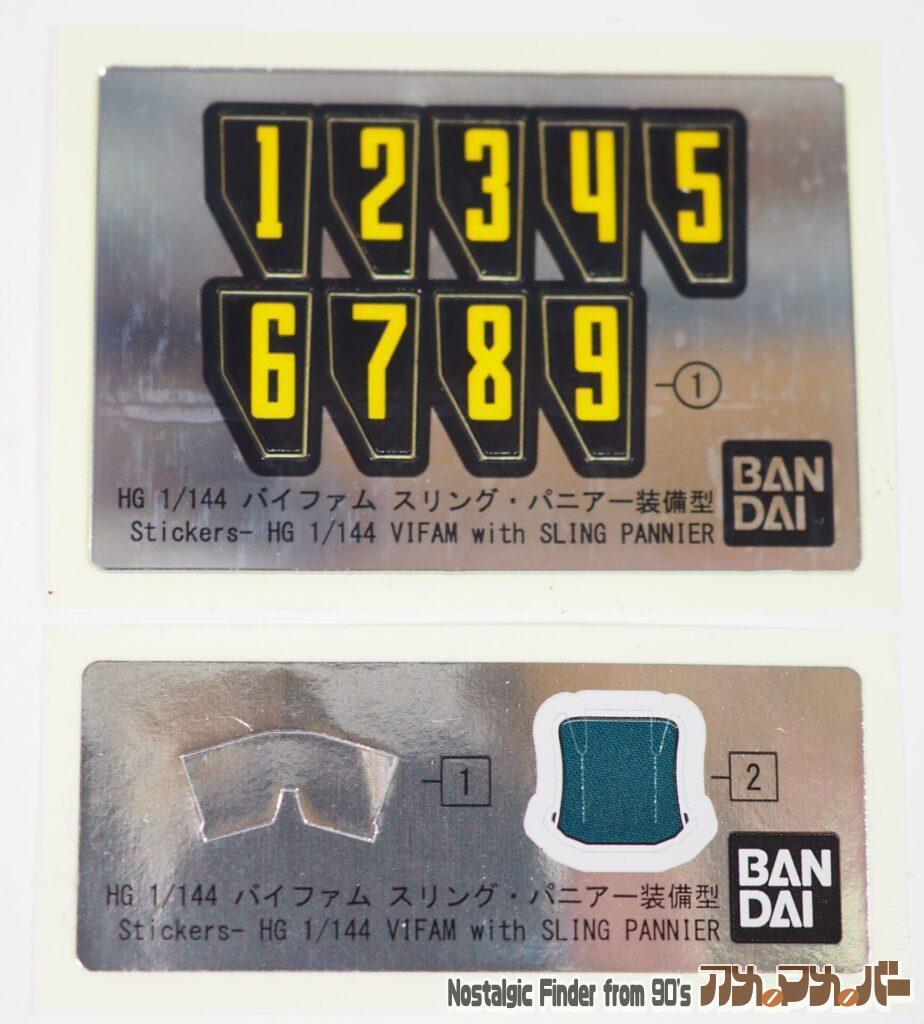 1 2 3 4 5
6 7 8 9
1
HG 1/144 バイファム スリング・パニアー装備型
Stickers- HG 1/144 VIFAM with SLING PANNIER
BAN
DAI
1
2
HG 1/144 バイファム スリング・パニアー装備型
Stickers- HG 1/144 VIFAM with SLING PANNIER
BAN
DAI
Nostalgic Finder from 90's アカ。マカ。バー